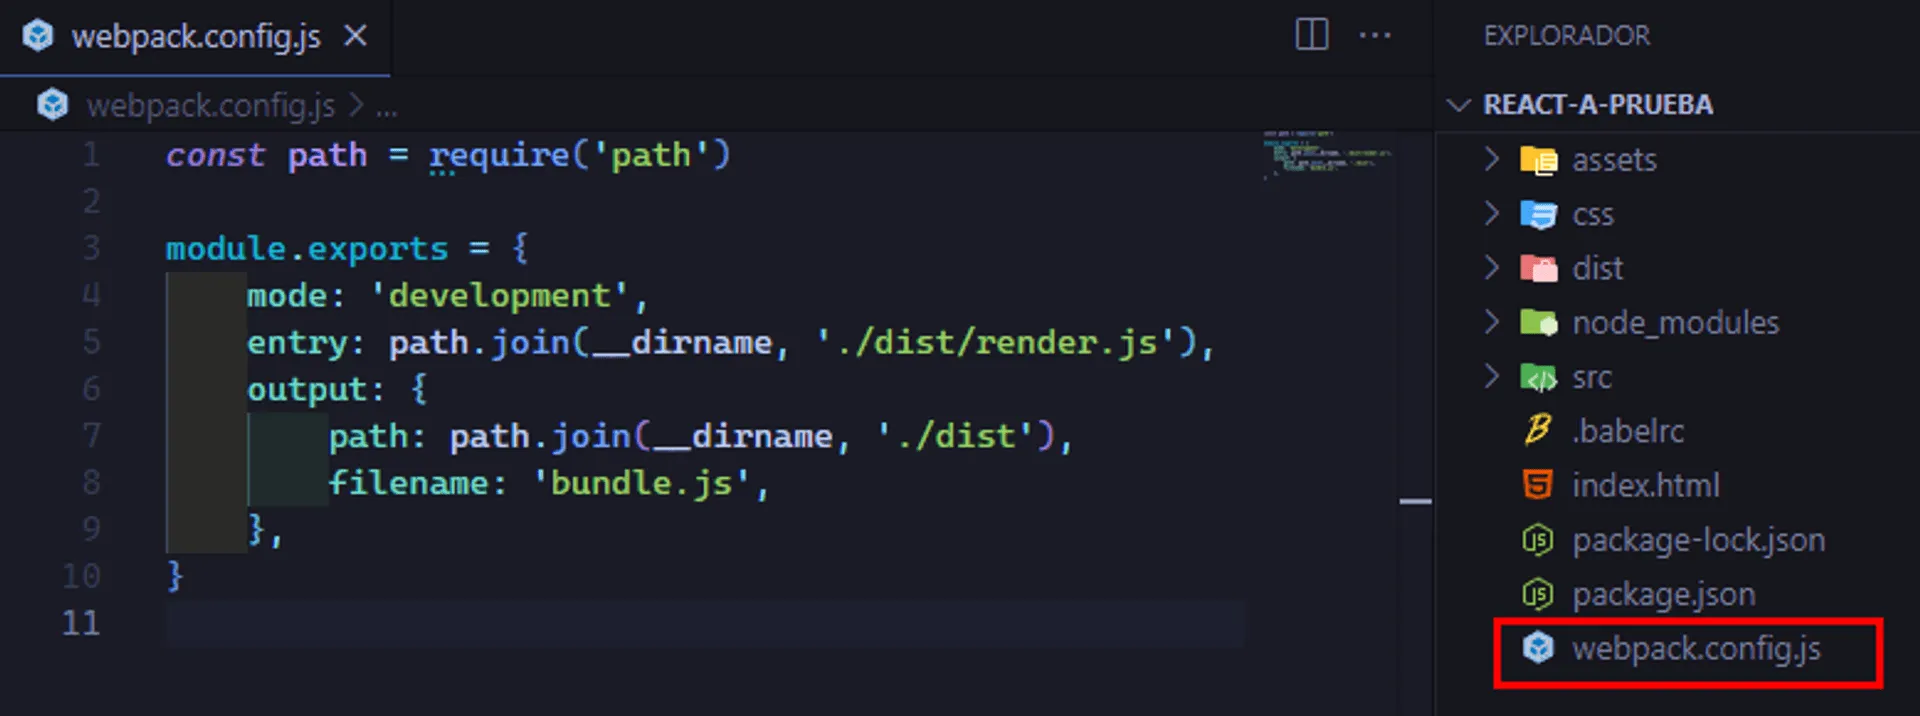 webpack.config.js
webpack.config.js > ...
1 const path = require('path')
2
3 module.exports = {
4     mode: 'development',
5     entry: path.join(__dirname, './dist/render.js'),
6     output: {
7         path: path.join(__dirname, './dist'),
8         filename: 'bundle.js',
9     },
10 }
11
EXPLORADOR
REACT-A-PRUEBA
assets
css
dist
node_modules
src
.babelrc
index.html
package-lock.json
package.json
webpack.config.js